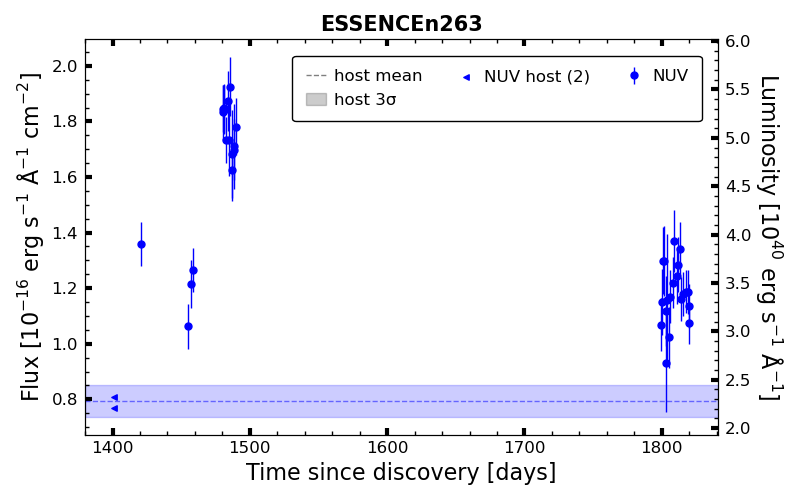 ESSENCEn263
host mean
host 3σ
NUV host (2)
NUV
Flux [10⁻¹⁶ erg s⁻¹ Å⁻¹ cm⁻²]
2.0
1.8
1.6
1.4
1.2
1.0
0.8
Luminosity [10⁴⁰ erg s⁻¹ Å⁻¹]
6.0
5.5
5.0
4.5
4.0
3.5
3.0
2.5
2.0
1400 1500 1600 1700 1800
Time since discovery [days]